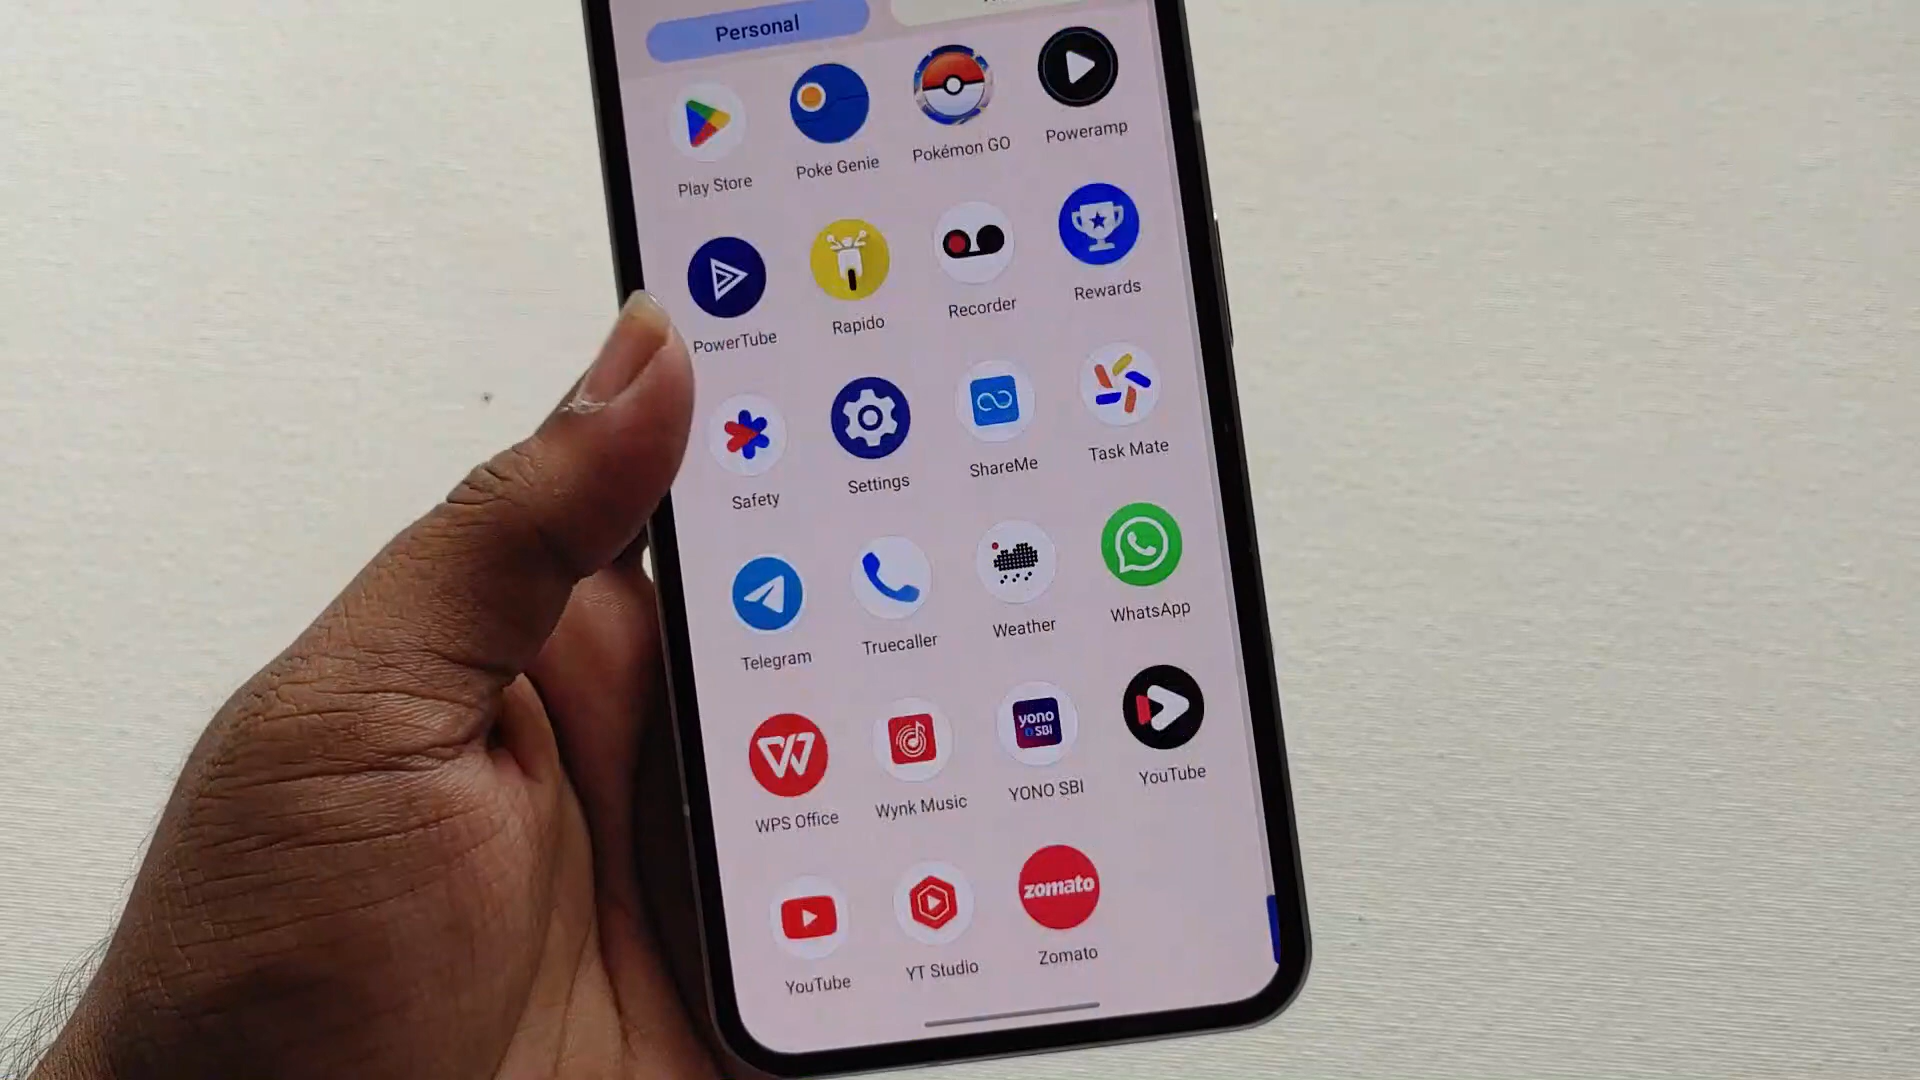 Personal
Play Store
Poke Genie
Pokémon GO
Poweramp
PowerTube
Rapido
Recorder
Rewards
Safety
Settings
ShareMe
Task Mate
Telegram
Truecaller
Weather
WhatsApp
yono
SBI
WPS Office
Wynk Music
YONO SBI
YouTube
zomato
YouTube
YT Studio
Zomato